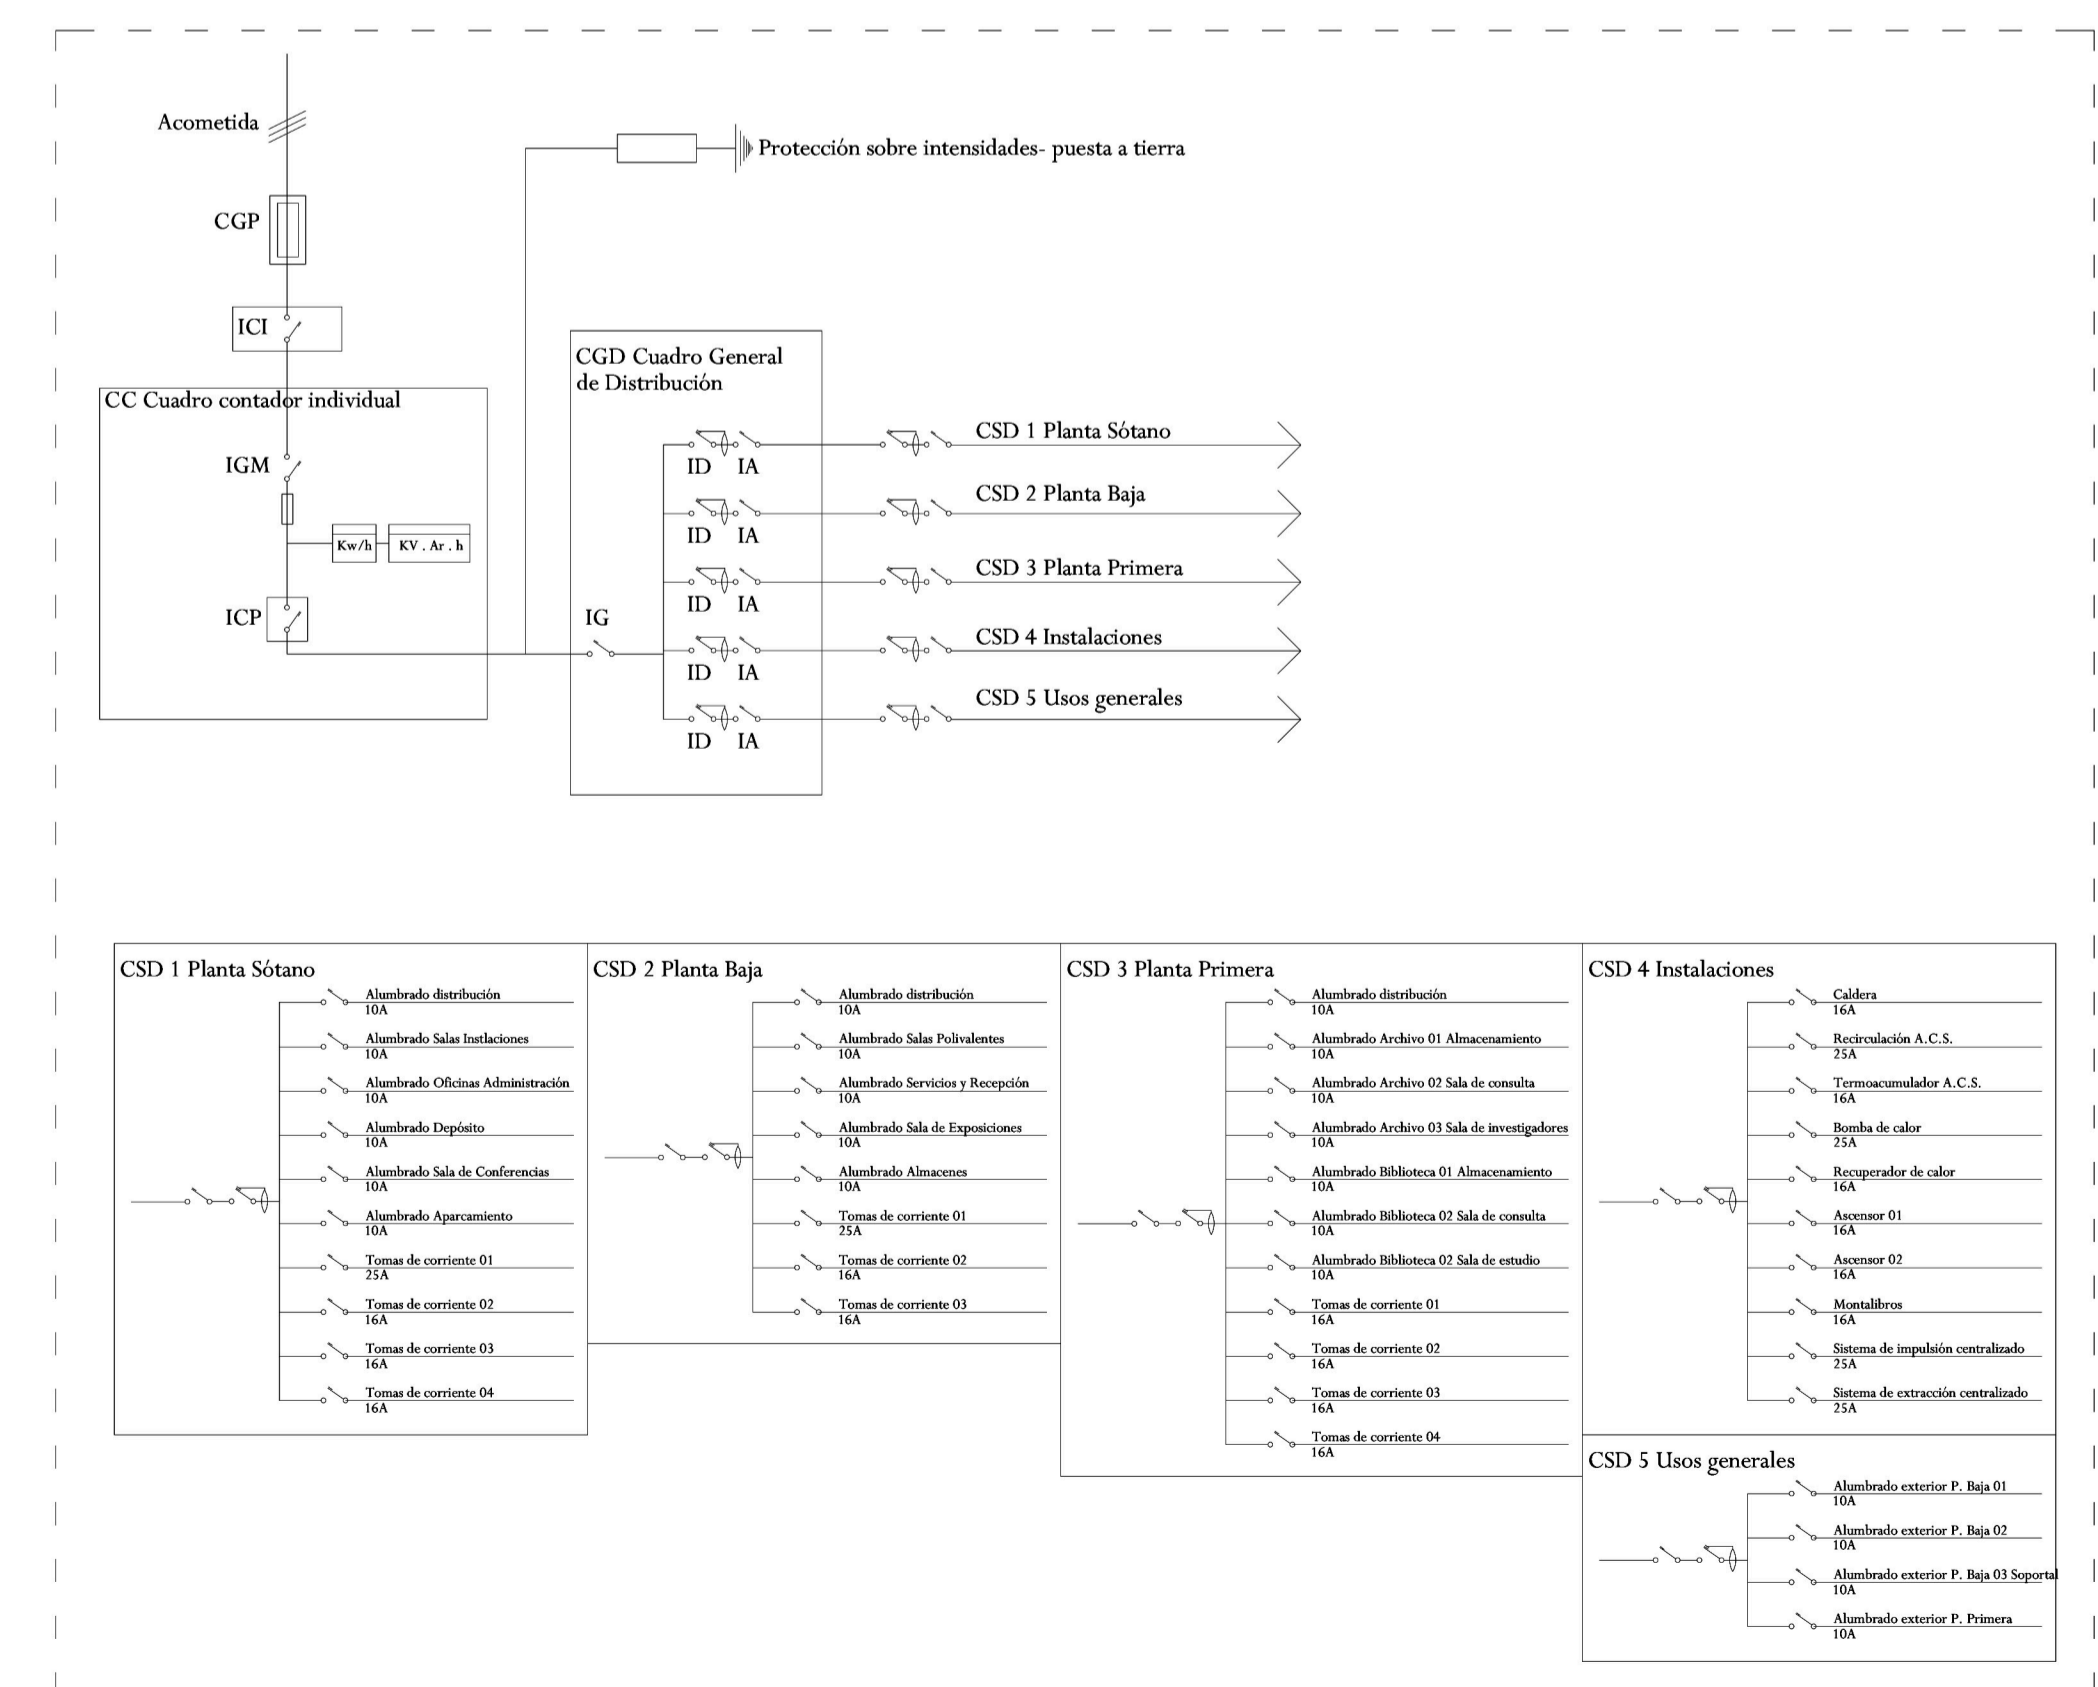 Acometida
Protección sobre intensidades- puesta a tierra
CGP
ICI
CC Cuadro contador individual
IGM
Kw/h
KV . Ar . h
ICP
CGD Cuadro General
de Distribución
IG
ID IA
CSD 1 Planta Sótano
ID IA
CSD 2 Planta Baja
ID IA
CSD 3 Planta Primera
ID IA
CSD 4 Instalaciones
ID IA
CSD 5 Usos generales
CSD 1 Planta Sótano
Alumbrado distribución
10A
Alumbrado Salas Instlaciones
10A
Alumbrado Oficinas Administración
10A
Alumbrado Depósito
10A
Alumbrado Sala de Conferencias
10A
Alumbrado Aparcamiento
10A
Tomas de corriente 01
25A
Tomas de corriente 02
16A
Tomas de corriente 03
16A
Tomas de corriente 04
16A
CSD 2 Planta Baja
Alumbrado distribución
10A
Alumbrado Salas Polivalentes
10A
Alumbrado Servicios y Recepción
10A
Alumbrado Sala de Exposiciones
10A
Alumbrado Almacenes
10A
Tomas de corriente 01
25A
Tomas de corriente 02
16A
Tomas de corriente 03
16A
CSD 3 Planta Primera
Alumbrado distribución
10A
Alumbrado Archivo 01 Almacenamiento
10A
Alumbrado Archivo 02 Sala de consulta
10A
Alumbrado Archivo 03 Sala de investigadores
10A
Alumbrado Biblioteca 01 Almacenamiento
10A
Alumbrado Biblioteca 02 Sala de consulta
10A
Alumbrado Biblioteca 02 Sala de estudio
10A
Tomas de corriente 01
16A
Tomas de corriente 02
16A
Tomas de corriente 03
16A
Tomas de corriente 04
16A
CSD 4 Instalaciones
Caldera
16A
Recirculación A.C.S.
25A
Termoacumulador A.C.S.
16A
Bomba de calor
25A
Recuperador de calor
16A
Ascensor 01
16A
Ascensor 02
16A
Montalibros
16A
Sistema de impulsión centralizado
25A
Sistema de extracción centralizado
25A
CSD 5 Usos generales
Alumbrado exterior P. Baja 01
10A
Alumbrado exterior P. Baja 02
10A
Alumbrado exterior P. Baja 03 Soportal
10A
Alumbrado exterior P. Primera
10A